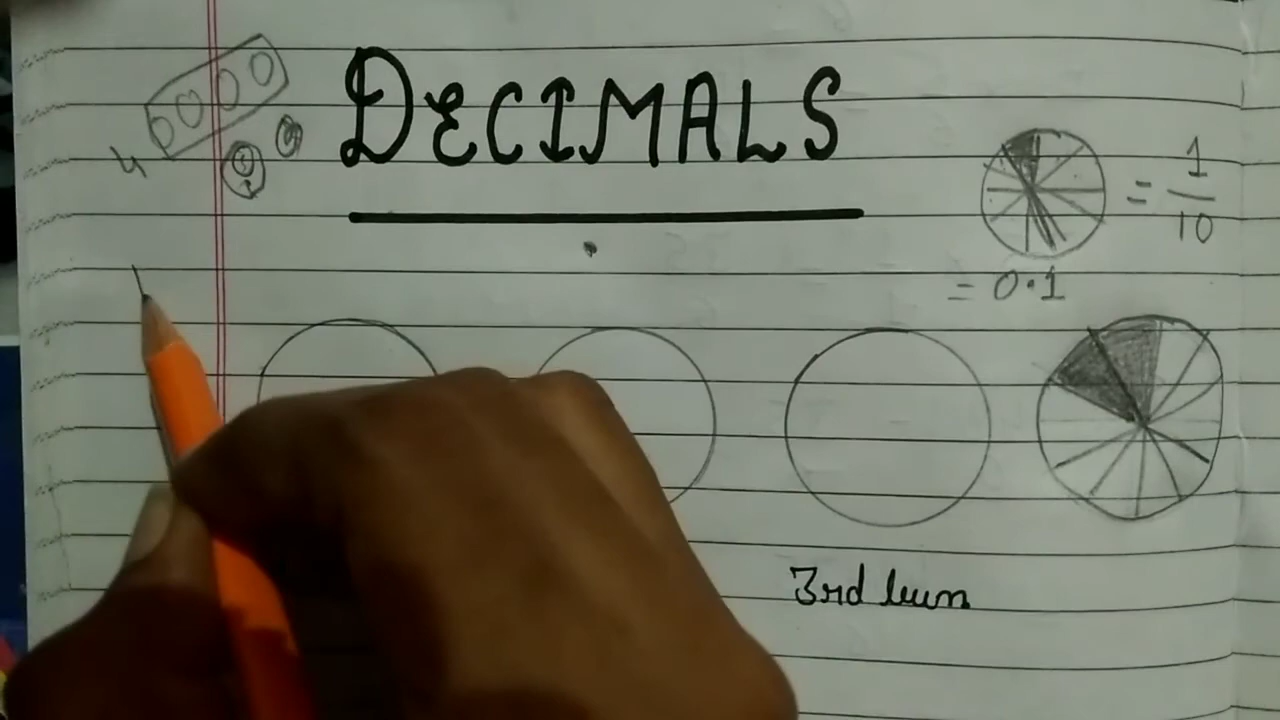 DECIMALS
4
= 1/10
= 0.1
3rd